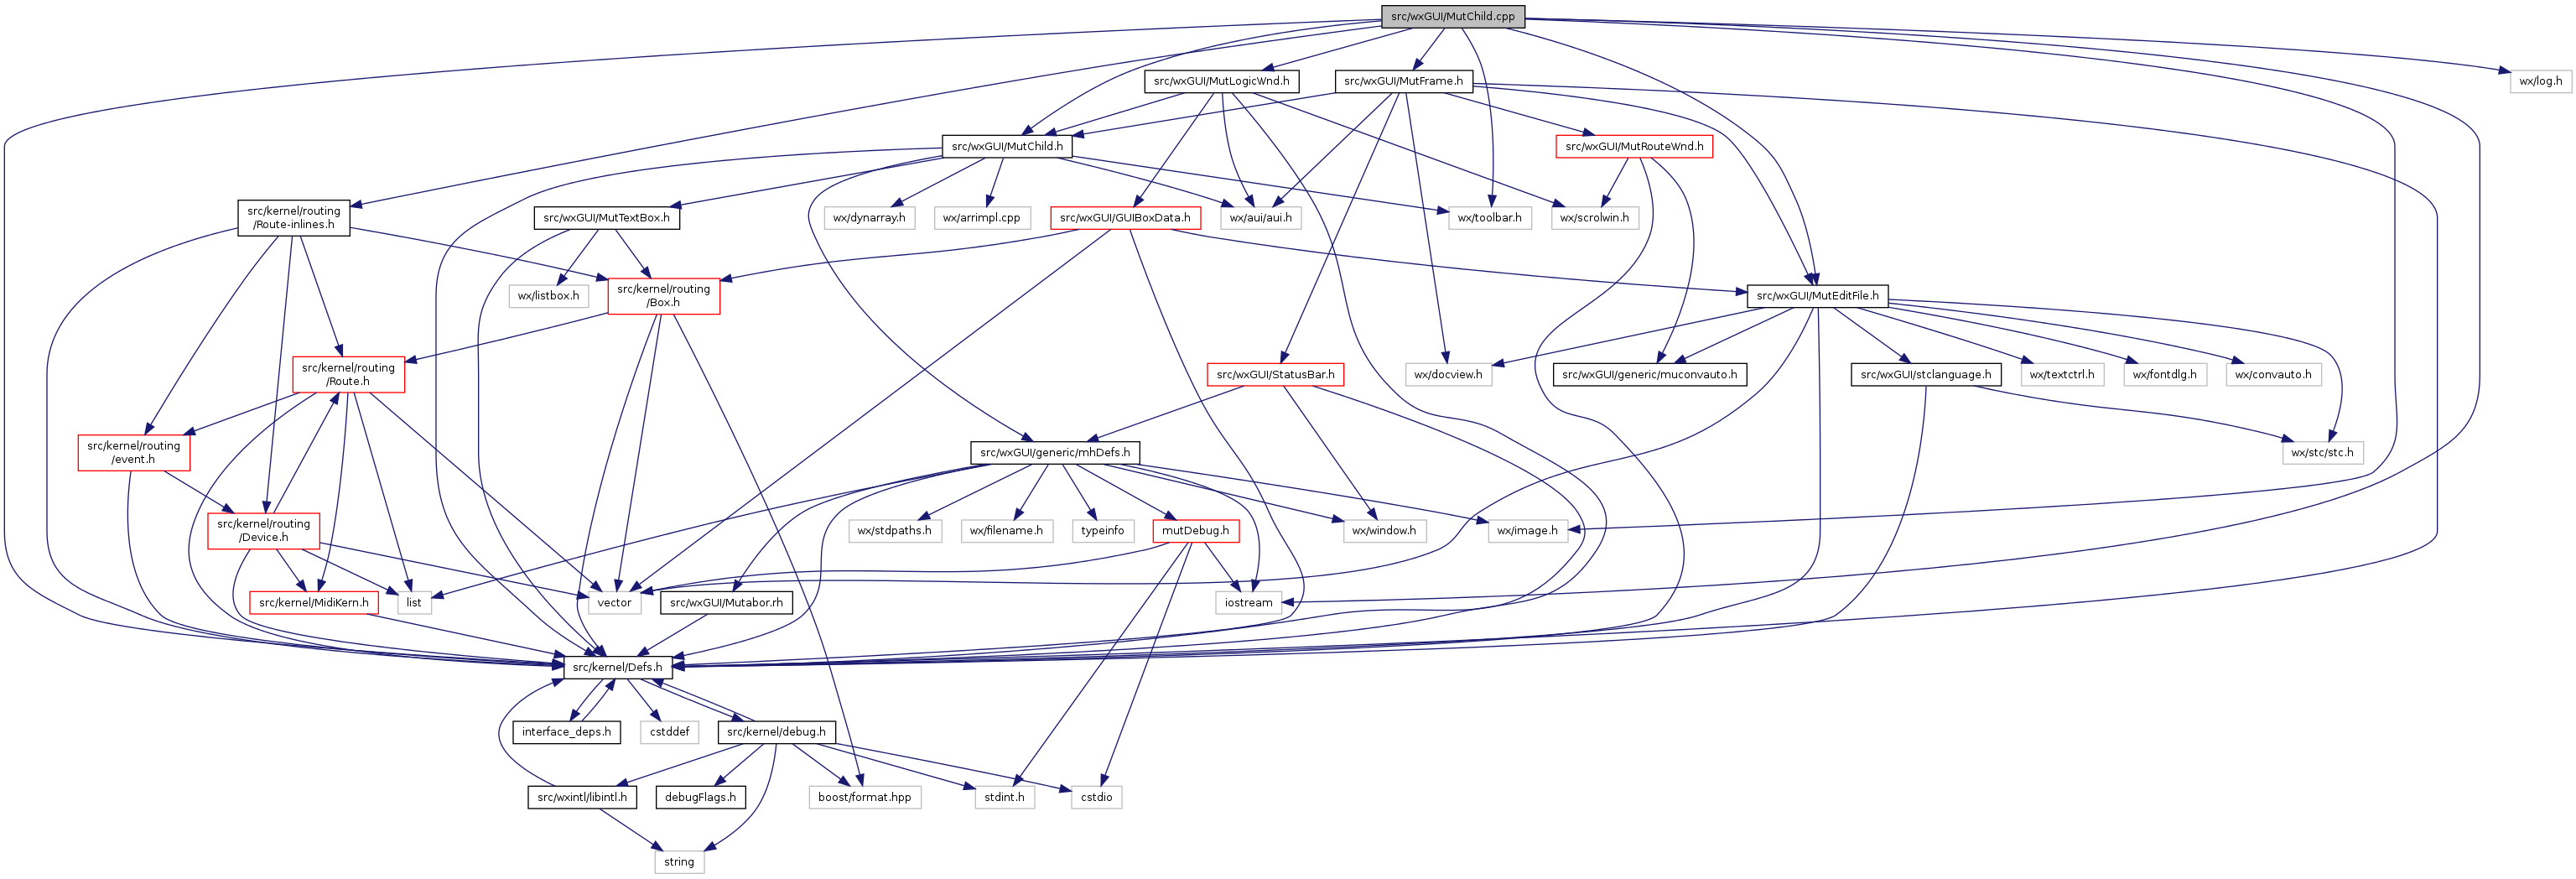 src/wxGUI/MutChild.cpp
src/wxGUI/MutLogicWnd.h
src/wxGUI/MutFrame.h
wx/log.h
src/wxGUI/MutChild.h
src/wxGUI/MutRouteWnd.h
src/kernel/routing
/Route-inlines.h
src/wxGUI/MutTextBox.h
wx/dynarray.h
wx/arrimpl.cpp
src/wxGUI/GUIBoxData.h
wx/aui/aui.h
wx/toolbar.h
wx/scrolwin.h
wx/listbox.h
src/kernel/routing
/Box.h
src/wxGUI/MutEditFile.h
src/kernel/routing
/Route.h
src/wxGUI/StatusBar.h
wx/docview.h
src/wxGUI/generic/muconvauto.h
src/wxGUI/stclanguage.h
wx/textctrl.h
wx/fontdlg.h
wx/convauto.h
src/kernel/routing
/event.h
src/wxGUI/generic/mhDefs.h
wx/stc/stc.h
src/kernel/routing
/Device.h
wx/stdpaths.h
wx/filename.h
typeinfo
mutDebug.h
wx/window.h
wx/image.h
src/kernel/MidiKern.h
list
vector
src/wxGUI/Mutabor.rh
iostream
src/kernel/Defs.h
interface_deps.h
cstddef
src/kernel/debug.h
src/wxintl/libintl.h
debugFlags.h
boost/format.hpp
stdint.h
cstdio
string